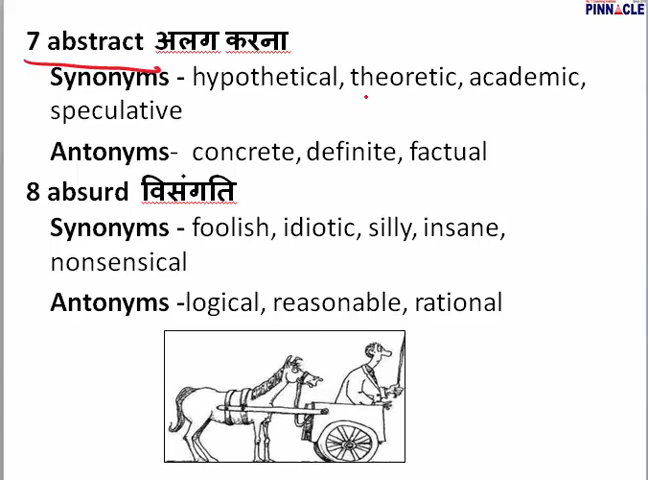 PINNACLE
7 abstract अलग करना
Synonyms - hypothetical, theoretic, academic,
speculative
Antonyms- concrete, definite, factual
8 absurd विसंगति
Synonyms - foolish, idiotic, silly, insane,
nonsensical
Antonyms -logical, reasonable, rational